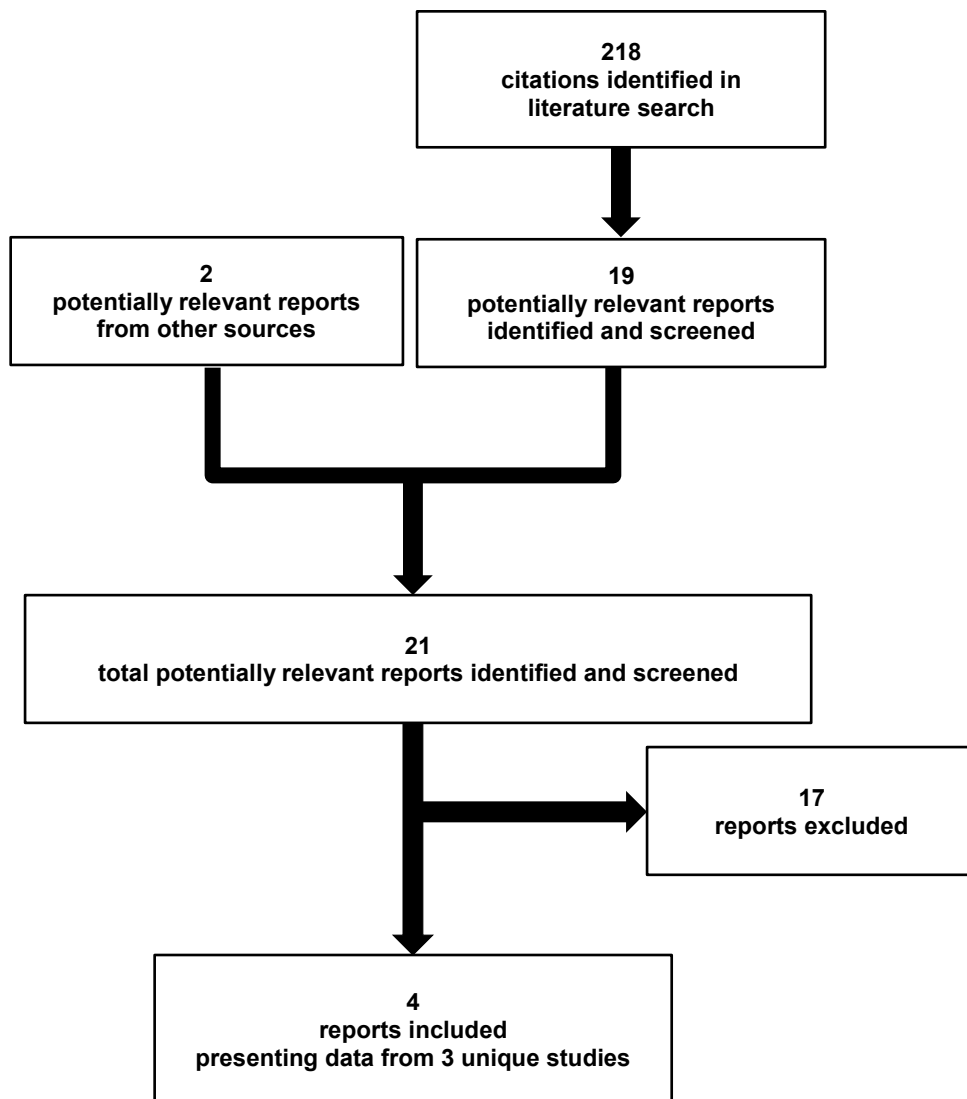 218
citations identified in
literature search
2
potentially relevant reports
from other sources
19
potentially relevant reports
identified and screened
21
total potentially relevant reports identified and screened
17
reports excluded
4
reports included
presenting data from 3 unique studies